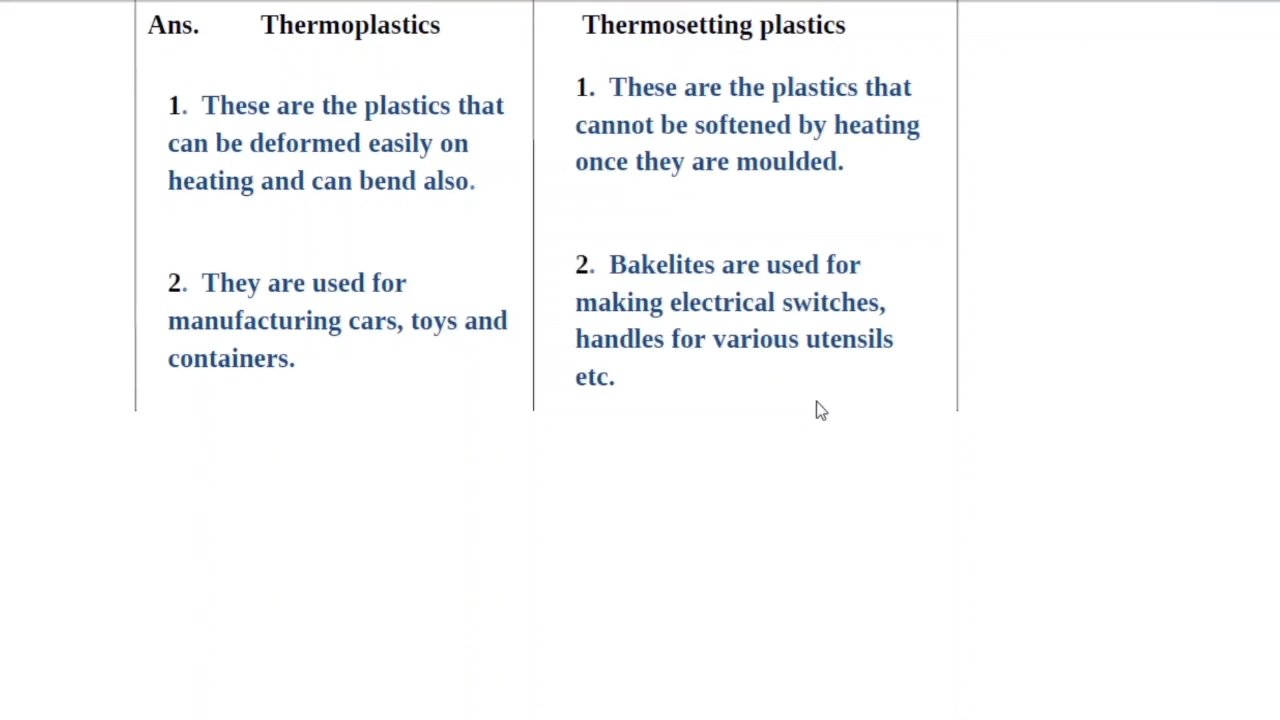 Ans. Thermoplastics
1. These are the plastics that
can be deformed easily on
heating and can bend also.
2. They are used for
manufacturing cars, toys and
containers.
Thermosetting plastics
1. These are the plastics that
cannot be softened by heating
once they are moulded.
2. Bakelites are used for
making electrical switches,
handles for various utensils
etc.